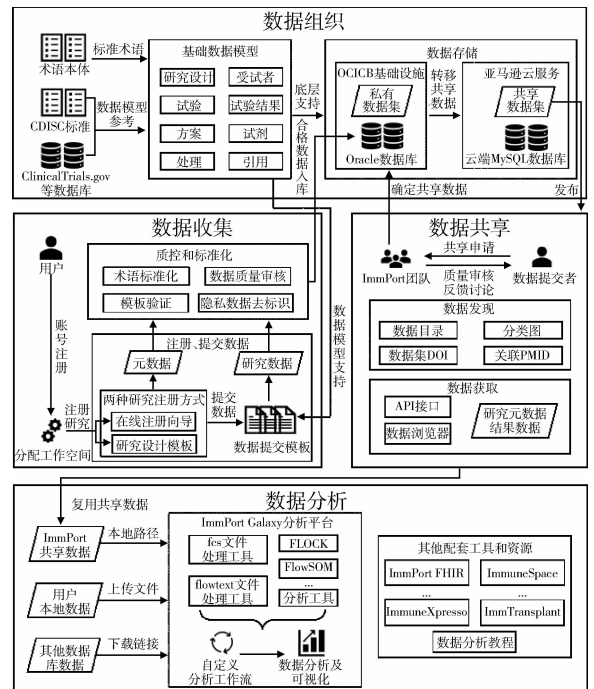 数据组织
术语本体
标准术语
CDISC标准
数据模型
参考
ClinicalTrials.gov
等数据库
基础数据模型
研究设计
受试者
试验
试验结果
方案
试剂
处理
引用
底层
支持
合格数据入库
数据存储
OCICB基础设施
私有
数据集
Oracle数据库
转移
共享
数据
亚马逊云服务
共享
数据集
云端MySQL数据库
确定共享数据
发布
数据收集
用户
账号注册
注册
研究
分配工作空间
质控和标准化
术语标准化
数据质量审核
模板验证
隐私数据去标识
注册、提交数据
元数据
研究数据
两种研究注册方式
在线注册向导
研究设计模板
提交
数据
数据提交模板
数据模型支持
数据共享
ImmPort团队
共享申请
质量审核
反馈讨论
数据提交者
数据发现
数据目录
分类图
数据集DOI
关联PMID
数据获取
API接口
数据浏览器
研究元数据
结果数据
数据分析
复用共享数据
ImmPort
共享数据
本地路径
用户
本地数据
上传文件
其他数据
库数据
下载链接
ImmPort Galaxy分析平台
fcs文件
处理工具
FLOCK
FlowSOM
...
flowtext文件
处理工具
分析工具
自定义
分析工作流
数据分析及
可视化
其他配套工具和资源
ImmPort FHIR
ImmuneSpace
...
...
ImmuneXpresso
ImmTransplant
数据分析教程